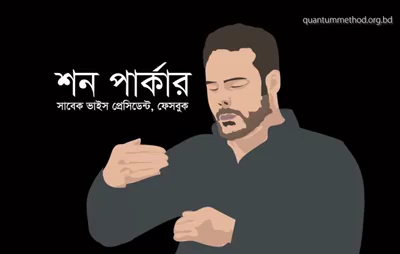 quantummethod.org.bd
শন পার্কার
সাবেক ভাইস প্রেসিডেন্ট, ফেসবুক